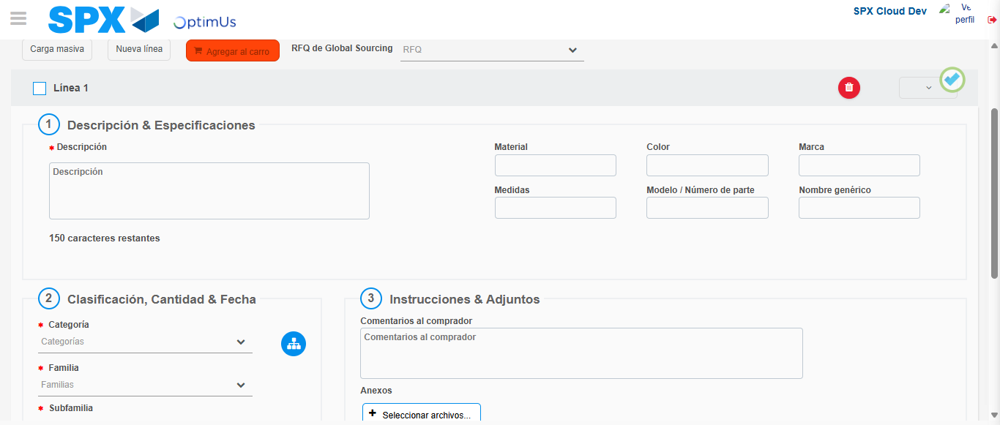 SPX
OptimUs
SPX Cloud Dev
Ve
perfil
Carga masiva
Nueva línea
Agregar al carro
RFQ de Global Sourcing
RFQ
Línea 1
1
Descripción & Especificaciones
* Descripción
Descripción
150 caracteres restantes
Material
Color
Marca
Medidas
Modelo / Número de parte
Nombre genérico
2
Clasificación, Cantidad & Fecha
* Categoría
Categorías
* Familia
Familias
* Subfamilia
3
Instrucciones & Adjuntos
Comentarios al comprador
Comentarios al comprador
Anexos
+ Seleccionar archivos...